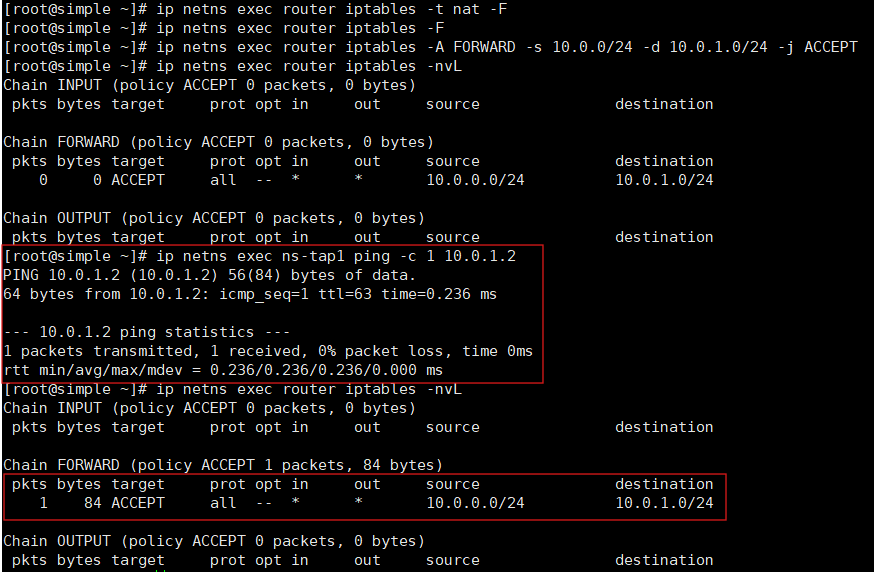 [root@simple ~]# ip netns exec router iptables -t nat -F
[root@simple ~]# ip netns exec router iptables -F
[root@simple ~]# ip netns exec router iptables -A FORWARD -s 10.0.0/24 -d 10.0.1.0/24 -j ACCEPT
[root@simple ~]# ip netns exec router iptables -nvL
Chain INPUT (policy ACCEPT 0 packets, 0 bytes)
 pkts bytes target     prot opt in     out     source               destination
Chain FORWARD (policy ACCEPT 0 packets, 0 bytes)
 pkts bytes target     prot opt in     out     source               destination
    0     0 ACCEPT     all  --  *      *       10.0.0.0/24          10.0.1.0/24
Chain OUTPUT (policy ACCEPT 0 packets, 0 bytes)
 pkts bytes target     prot opt in     out     source               destination
[root@simple ~]# ip netns exec ns-tap1 ping -c 1 10.0.1.2
PING 10.0.1.2 (10.0.1.2) 56(84) bytes of data.
64 bytes from 10.0.1.2: icmp_seq=1 ttl=63 time=0.236 ms
--- 10.0.1.2 ping statistics ---
1 packets transmitted, 1 received, 0% packet loss, time 0ms
rtt min/avg/max/mdev = 0.236/0.236/0.236/0.000 ms
[root@simple ~]# ip netns exec router iptables -nvL
Chain INPUT (policy ACCEPT 0 packets, 0 bytes)
 pkts bytes target     prot opt in     out     source               destination
Chain FORWARD (policy ACCEPT 1 packets, 84 bytes)
 pkts bytes target     prot opt in     out     source               destination
    1    84 ACCEPT     all  --  *      *       10.0.0.0/24          10.0.1.0/24
Chain OUTPUT (policy ACCEPT 0 packets, 0 bytes)
 pkts bytes target     prot opt in     out     source               destination